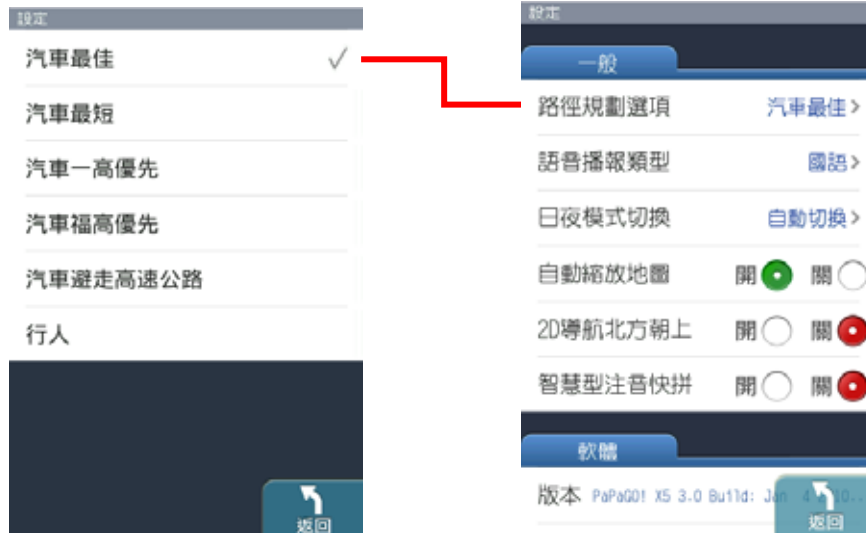 設定
汽車最佳
汽車最短
汽車一高優先
汽車福高優先
汽車避走高速公路
行人
返回
設定
一般
路徑規劃選項 汽車最佳>
語音播報類型 國語>
日夜模式切換 自動切換>
自動縮放地圖 開 關
2D導航北方朝上 開 關
智慧型注音快拼 開 關
軟體
版本 PaPaGO! X5 3.0 Build: Jan 4
返回